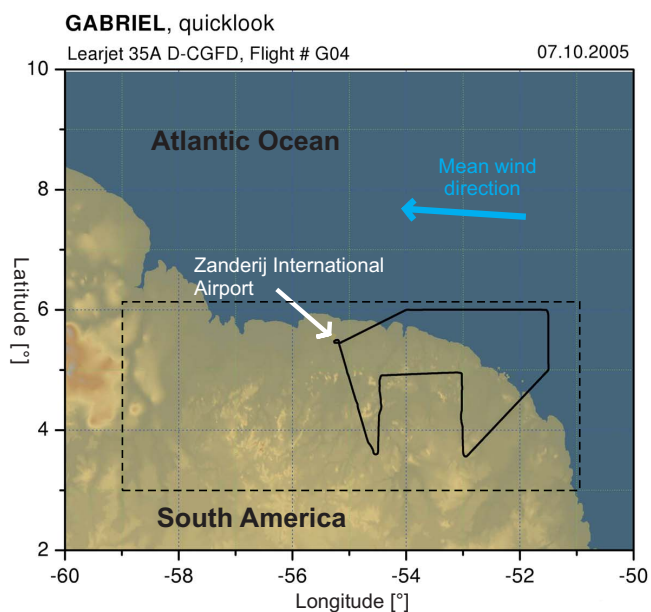 GABRIEL, quicklook
Learjet 35A D-CGFD, Flight # G04
07.10.2005
10
Atlantic Ocean
Mean wind
direction
8
Zanderij International
Airport
Latitude [°]
6
4
South America
2
-60
-58
-56
-54
-52
-50
Longitude [°]